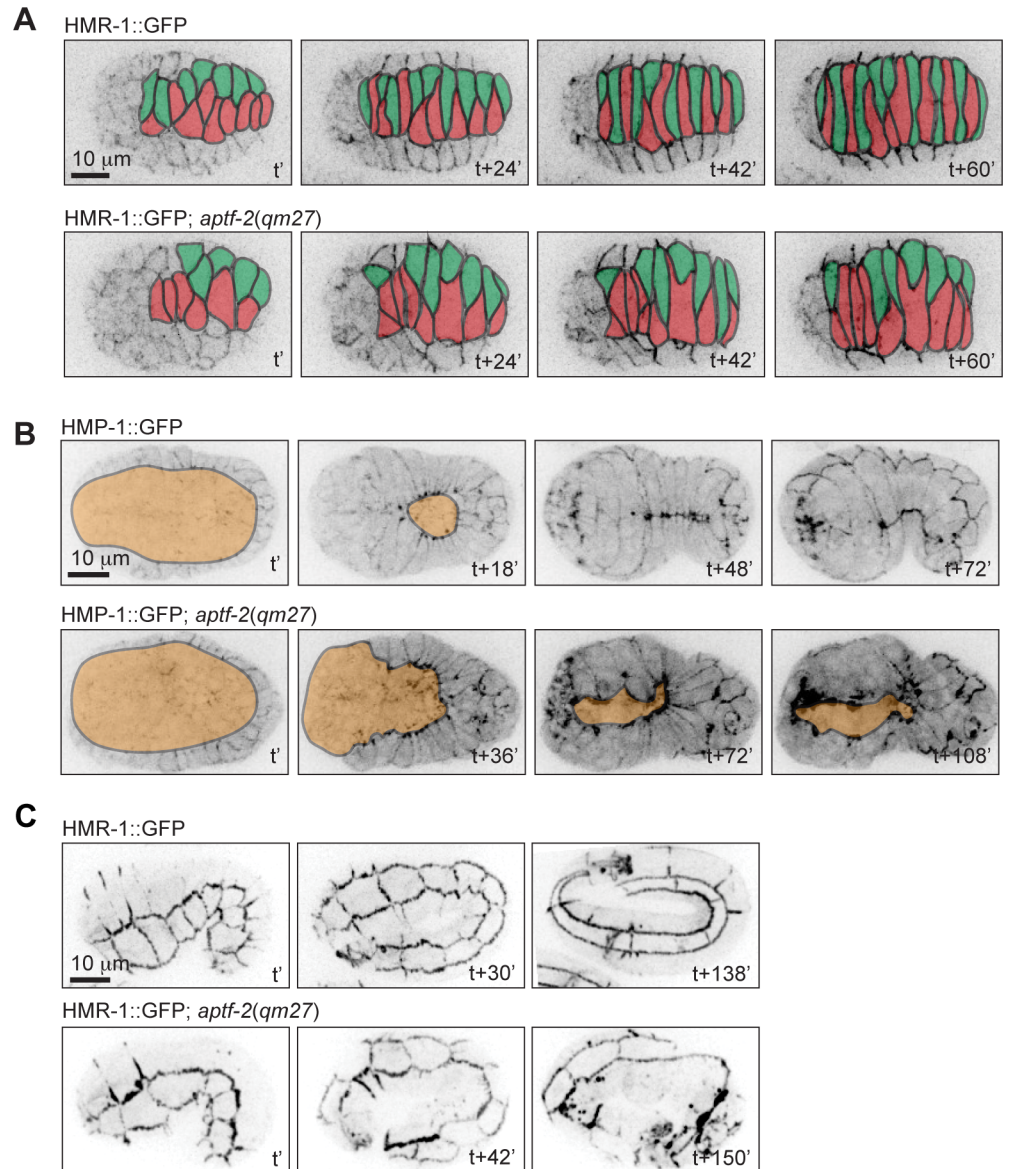 A
HMR-1::GFP
10 μm
t’
t+24’
t+42’
t+60’
HMR-1::GFP; aptf-2(qm27)
t’
t+24’
t+42’
t+60’
B
HMP-1::GFP
10 μm
t’
t+18’
t+48’
t+72’
HMP-1::GFP; aptf-2(qm27)
t’
t+36’
t+72’
t+108’
C
HMR-1::GFP
10 μm
t’
t+30’
t+138’
HMR-1::GFP; aptf-2(qm27)
t’
t+42’
t+150’